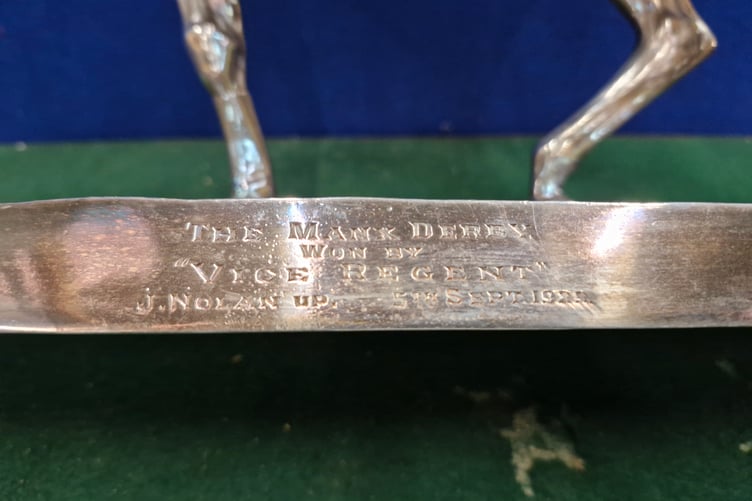 THE MANX DERBY,
WON BY
"VICE REGENT"
J. NOLAN UP. 5TH SEPT.